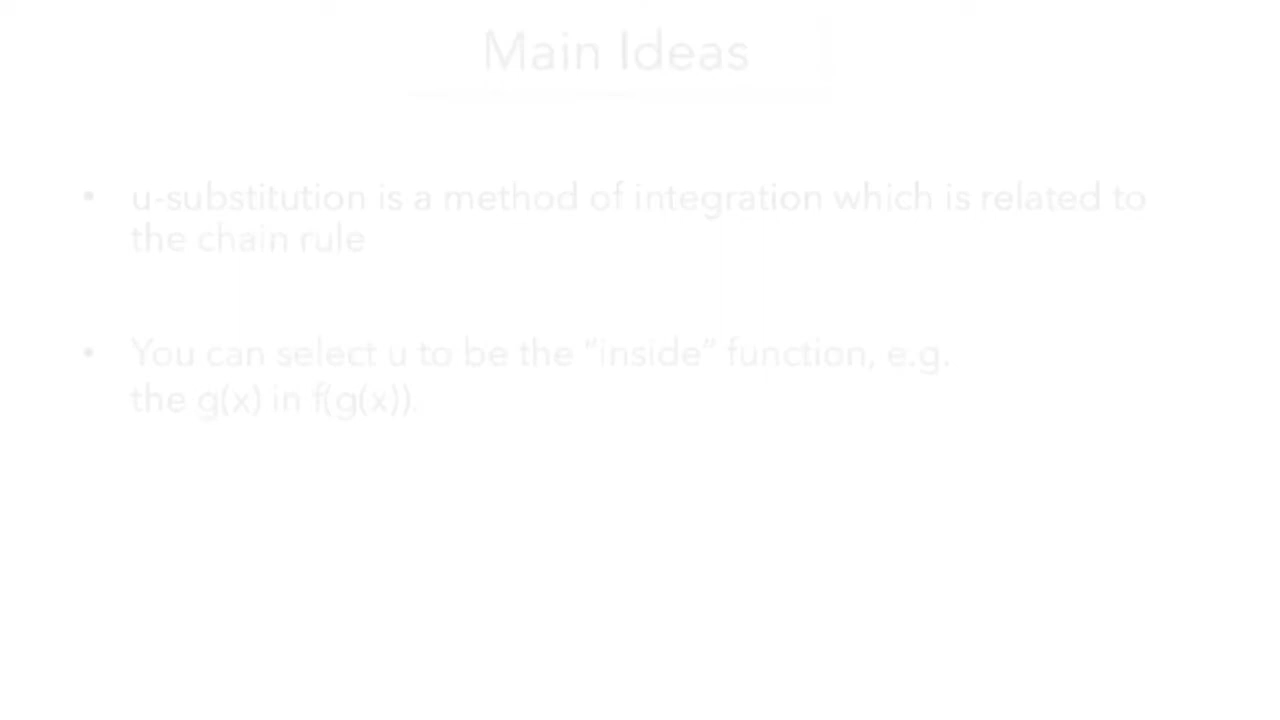 Main Ideas
• u-substitution is a method of integration which is related to
the chain rule
• You can select u to be the “inside” function, e.g.
the g(x) in f(g(x)).